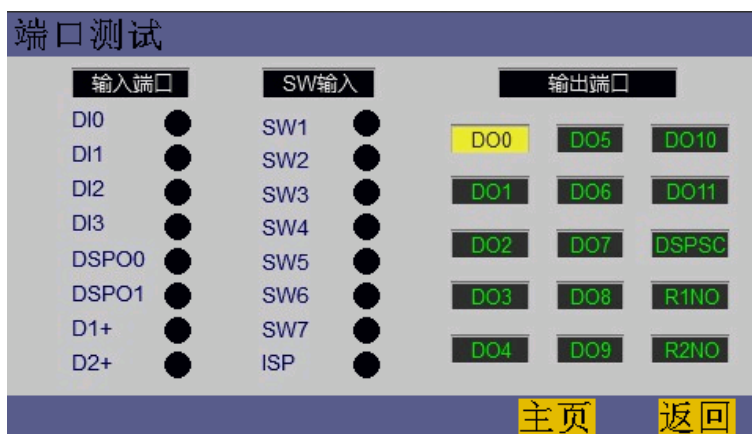 端口测试
输入端口 SW输入 输出端口
DI0 SW1 DO0 DO5 DO10
DI1 SW2 DO1 DO6 DO11
DI2 SW3 DO2 DO7 DSPSC
DI3 SW4 DO3 DO8 R1NO
DSPO0 SW5 DO4 DO9 R2NO
DSPO1 SW6
D1+ SW7
D2+ ISP
主页 返回